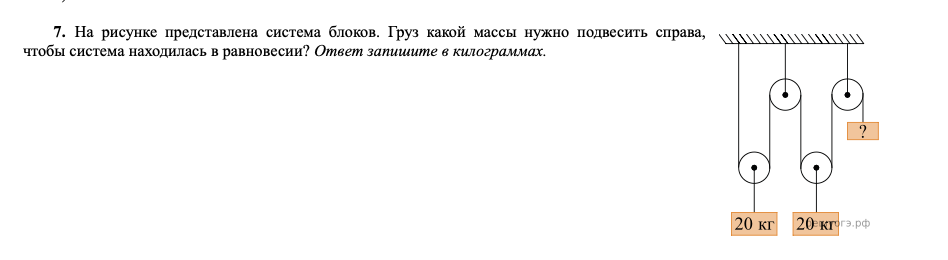 7. На рисунке представлена система блоков. Груз какой массы нужно подвесить справа,
чтобы система находилась в равновесии? Ответ запишите в килограммах.
?
20 кг 20 кг огэ.рф